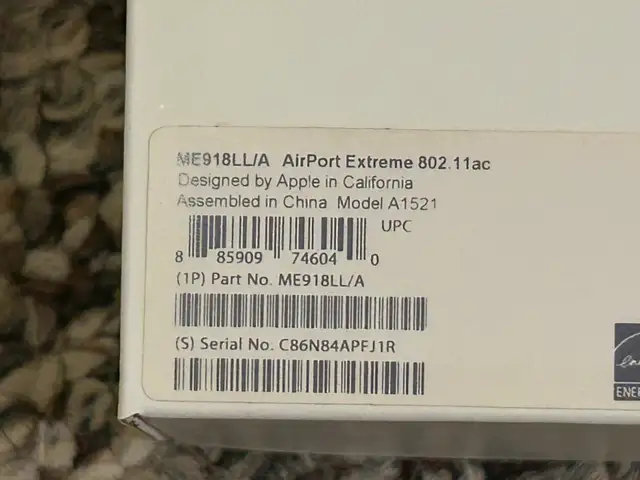 ME918LL/A AirPort Extreme 802.11ac
Designed by Apple in California
Assembled in China Model A1521
UPC
8 85909 74604 0
(1P) Part No. ME918LL/A
(S) Serial No. C86N84APFJ1R